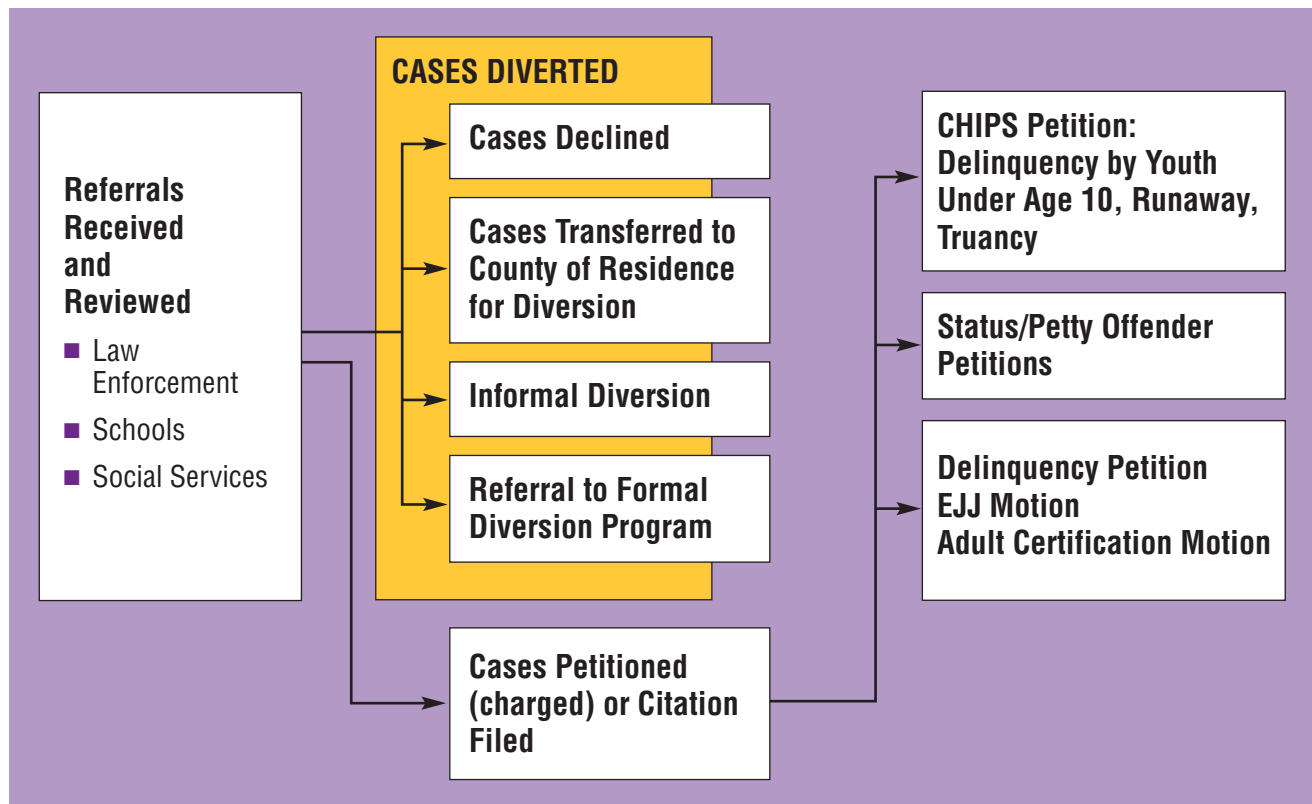 Referrals
Received
and
Reviewed
■ Law
Enforcement
■ Schools
■ Social Services
CASES DIVERTED
Cases Declined
Cases Transferred to
County of Residence
for Diversion
Informal Diversion
Referral to Formal
Diversion Program
Cases Petitioned
(charged) or Citation
Filed
CHIPS Petition:
Delinquency by Youth
Under Age 10, Runaway,
Truancy
Status/Petty Offender
Petitions
Delinquency Petition
EJJ Motion
Adult Certification Motion